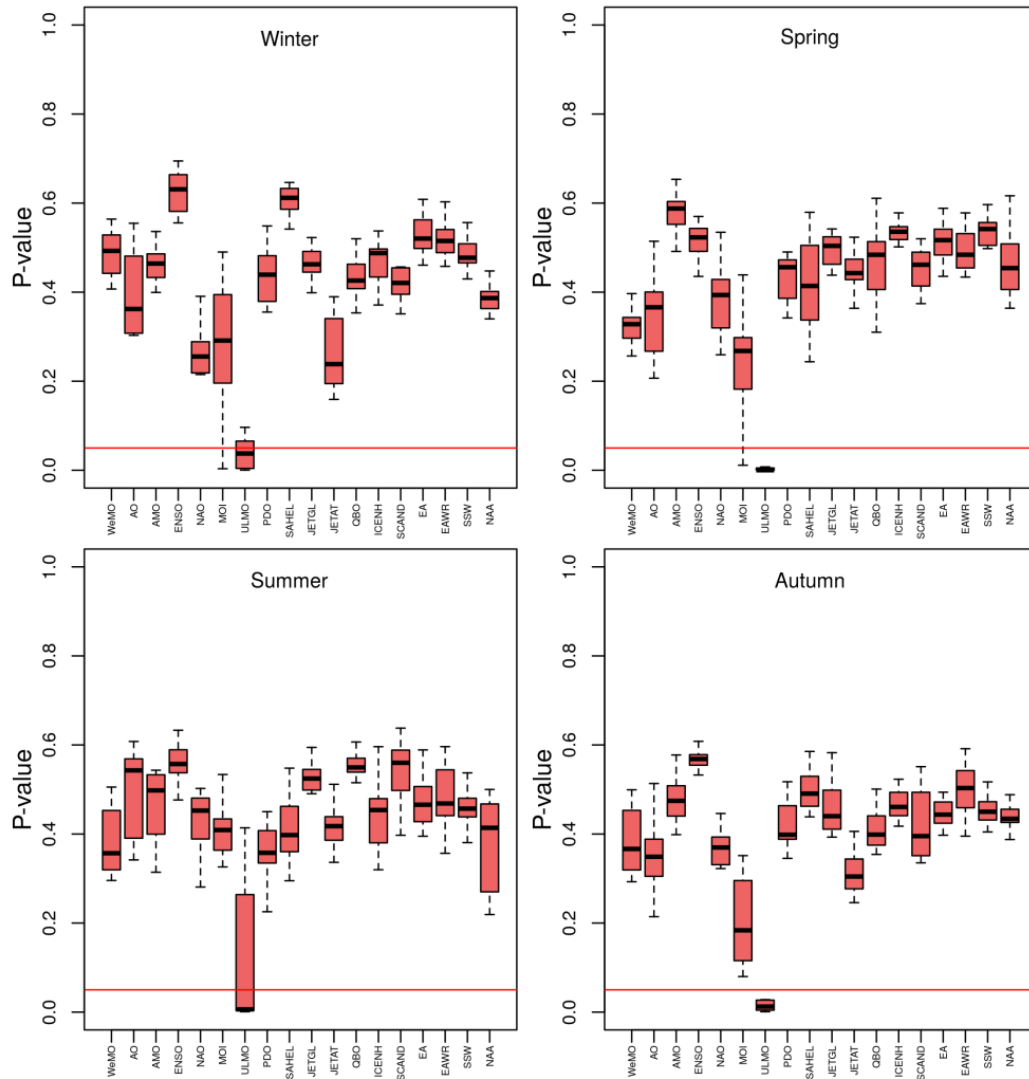 Winter
P-value
1.0
0.8
0.6
0.4
0.2
0.0
WeMO AO AMO ENSO NAO MOI ULMO PDO SAHEL JETGL JETAT QBO ICENH SCAND EA EAWR SSW NAA
Spring
P-value
1.0
0.8
0.6
0.4
0.2
0.0
WeMO AO AMO ENSO NAO MOI ULMO PDO SAHEL JETGL JETAT QBO ICENH SCAND EA EAWR SSW NAA
Summer
P-value
1.0
0.8
0.6
0.4
0.2
0.0
WeMO AO AMO ENSO NAO MOI ULMO PDO SAHEL JETGL JETAT QBO ICENH SCAND EA EAWR SSW NAA
Autumn
P-value
1.0
0.8
0.6
0.4
0.2
0.0
WeMO AO AMO ENSO NAO MOI ULMO PDO SAHEL JETGL JETAT QBO ICENH SCAND EA EAWR SSW NAA